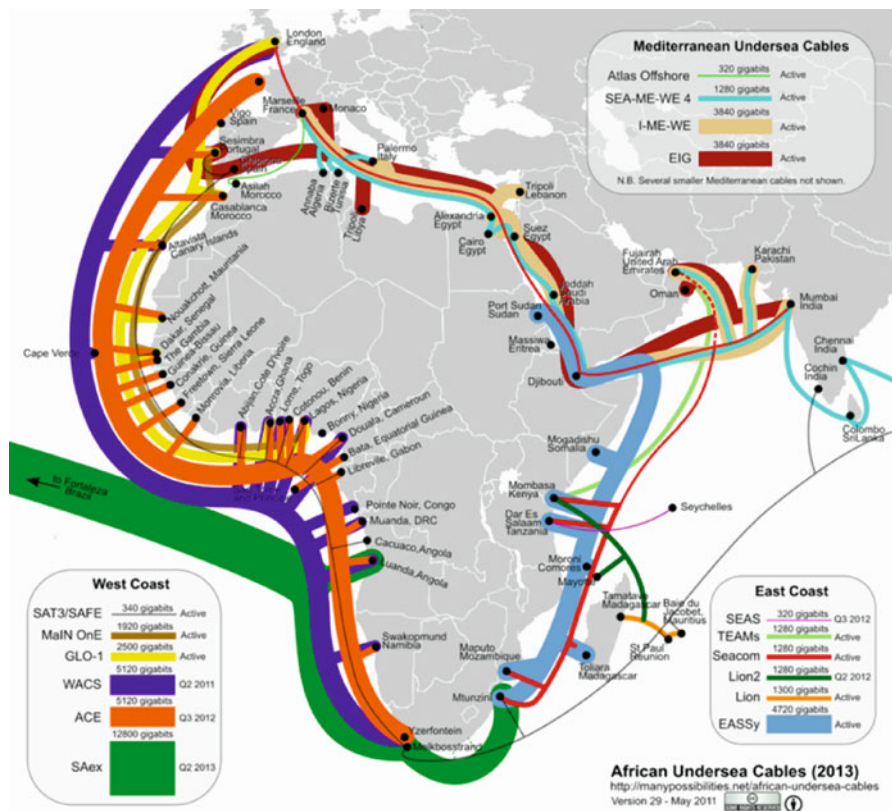 London
England
Marseille
France
Monaco
Vigo
Spain
Sesimbra
Portugal
Chipiona
Spain
Asilah
Morocco
Casablanca
Morocco
Annaba
Algeria
Bizerte
Tunisia
Palermo
Italy
Tripoli
Libya
Tripoli
Lebanon
Alexandria
Egypt
Cairo
Egypt
Suez
Egypt
Jeddah
Saudi
Arabia
Fujairah
United Arab
Emirates
Oman
Karachi
Pakistan
Mumbai
India
Chennai
India
Cochin
India
Colombo
SriLanka
Port Sudan
Sudan
Massiwa
Eritrea
Djibouti
Altavista
Canary Islands
Nouakchott, Mauritania
Cape Verde
Dakar, Senegal
The Gambia
Guinea-Bissau
Conakrie, Guinea
Freetown, Sierra Leone
Monrovia, Liberia
Abijan,Cote D'ivoire
Accra,Ghana
Lome, Togo
Cotonou, Benin
Lagos, Nigeria
Bonny, Nigeria
Douala, Cameroun
Bata, Equatorial Guinea
Libreville, Gabon
Pointe Noir, Congo
Muanda, DRC
Cacuaco,Angola
Luanda,Angola
Swakopmund
Namibia
Yzerfontein
Melkbosstrand
Mtunzini
Maputo
Mozambique
Toliara
Madagascar
Mogadishu
Somalia
Mombasa
Kenya
Dar Es
Salaam
Tanzania
Seychelles
Moroni
Comores
Mayotte
Tamatave
Madagascar
Baie du
Jacobet,
Mauritius
St Paul
Reunion
to Fortaleza
Brazil
Mediterranean Undersea Cables
Atlas Offshore 320 gigabits Active
SEA-ME-WE 4 1280 gigabits Active
I-ME-WE 3840 gigabits Active
EIG 3840 gigabits Active
N.B. Several smaller Mediterranean cables not shown.
West Coast
SAT3/SAFE 340 gigabits Active
MaIN OnE 1920 gigabits Active
GLO-1 2500 gigabits Active
WACS 5120 gigabits Q2 2011
ACE 5120 gigabits Q3 2012
SAex 12800 gigabits Q2 2013
East Coast
SEAS 320 gigabits Q3 2012
TEAMs 1280 gigabits Active
Seacom 1280 gigabits Active
Lion2 1280 gigabits Q2 2012
Lion 1300 gigabits Active
EASSy 4720 gigabits Active
African Undersea Cables (2013)
http://manypossibilities.net/african-undersea-cables
Version 29 - May 2011